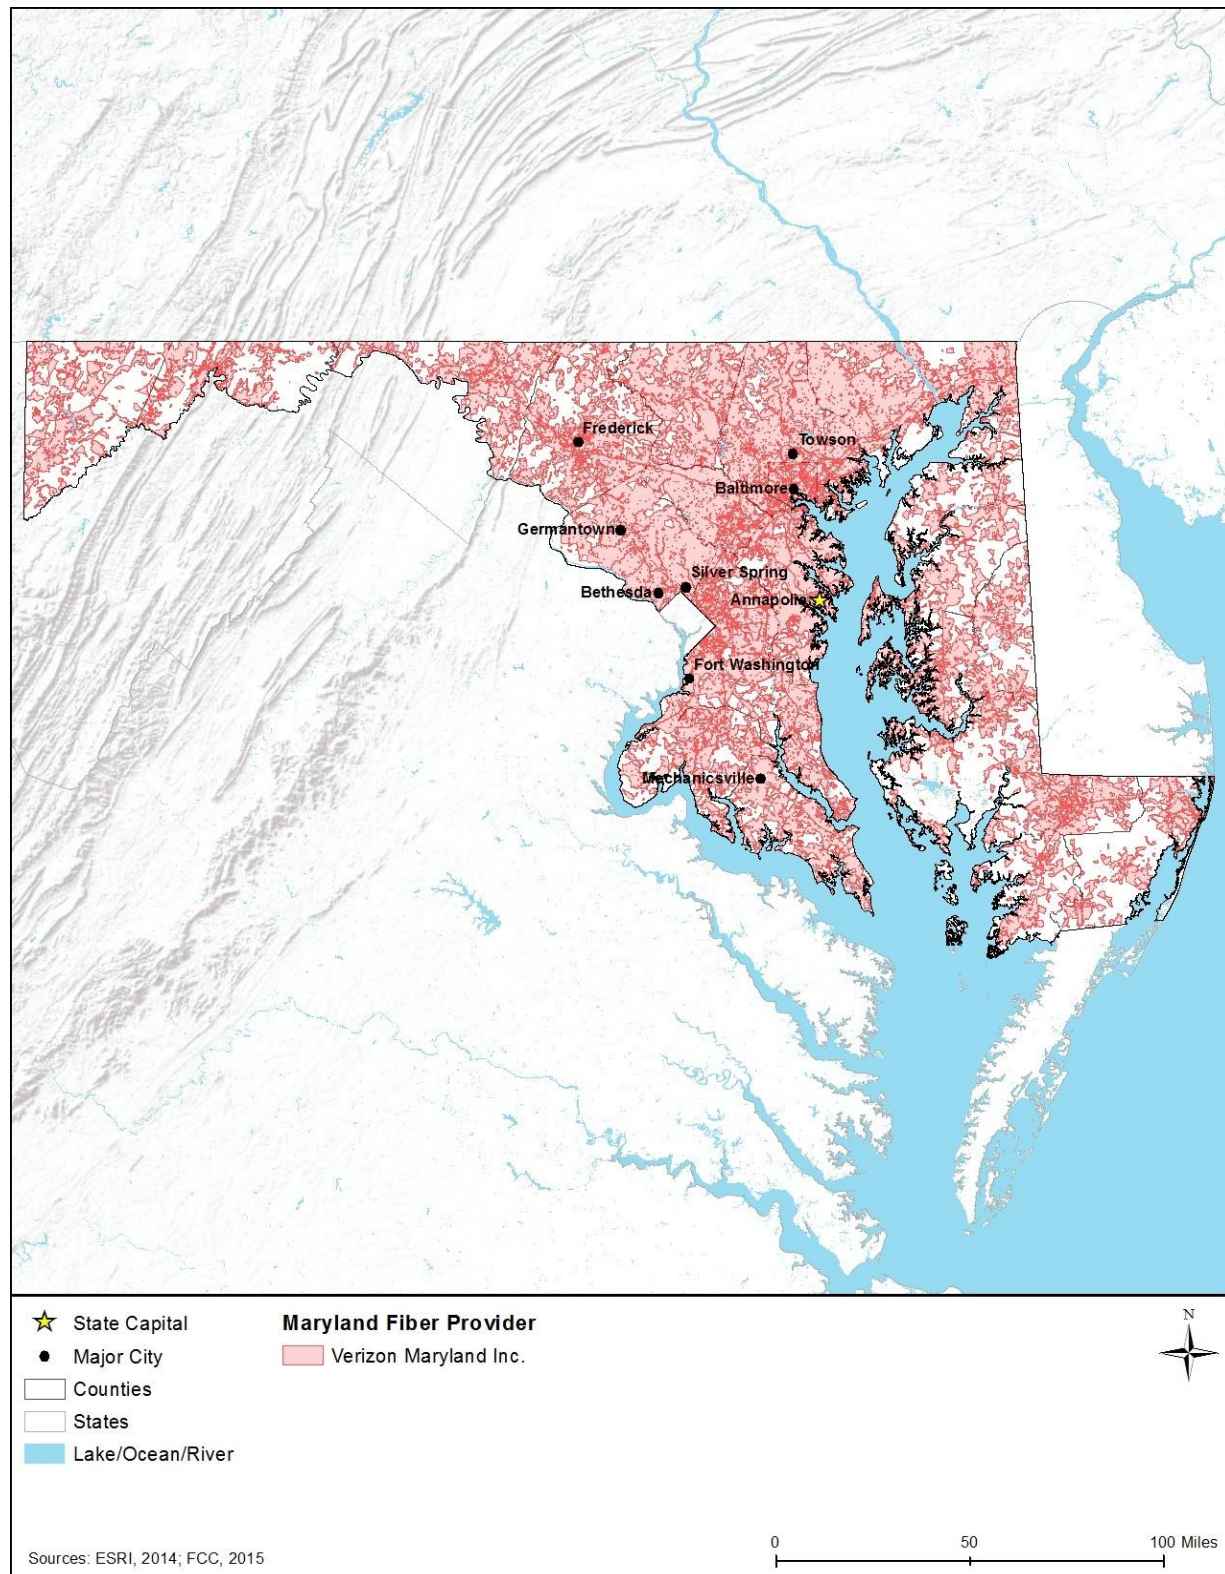 Frederick
Towson
Baltimore
Germantown
Silver Spring
Bethesda
Annapolis
Fort Washington
Mechanicsville
State Capital
Major City
Counties
States
Lake/Ocean/River
Maryland Fiber Provider
Verizon Maryland Inc.
N
Sources: ESRI, 2014; FCC, 2015
0 50 100 Miles